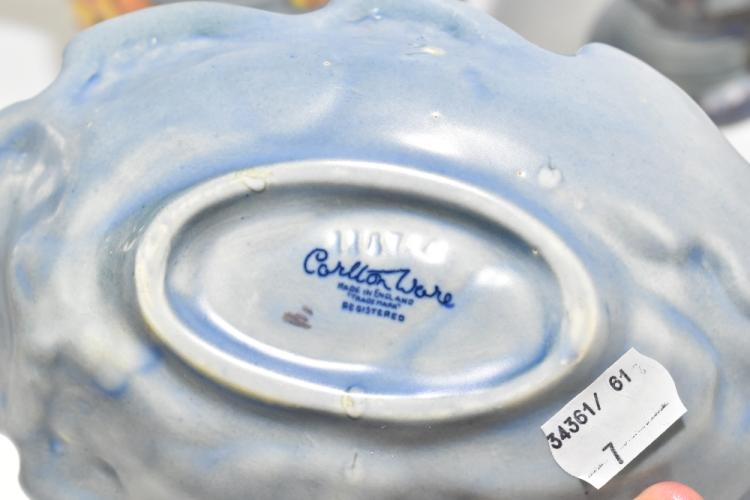 Carlton Ware
MADE IN ENGLAND
"TRADE MARK"
REGISTERED
34361/ 61
7